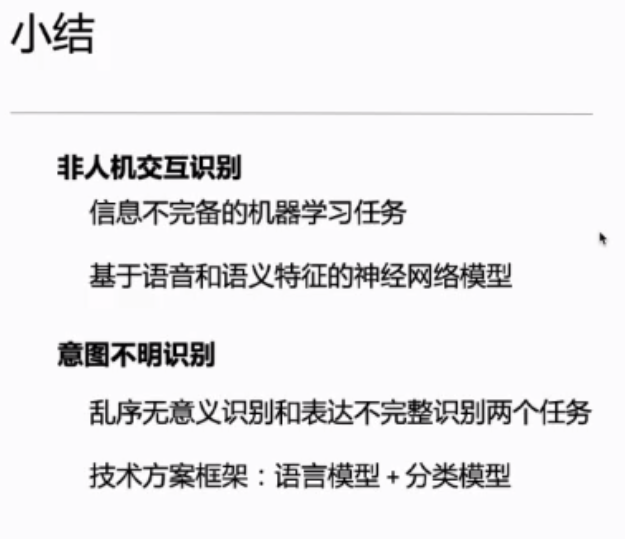 小结
非人机交互识别
信息不完备的机器学习任务
基于语音和语义特征的神经网络模型
意图不明识别
乱序无意义识别和表达不完整识别两个任务
技术方案框架：语言模型 + 分类模型